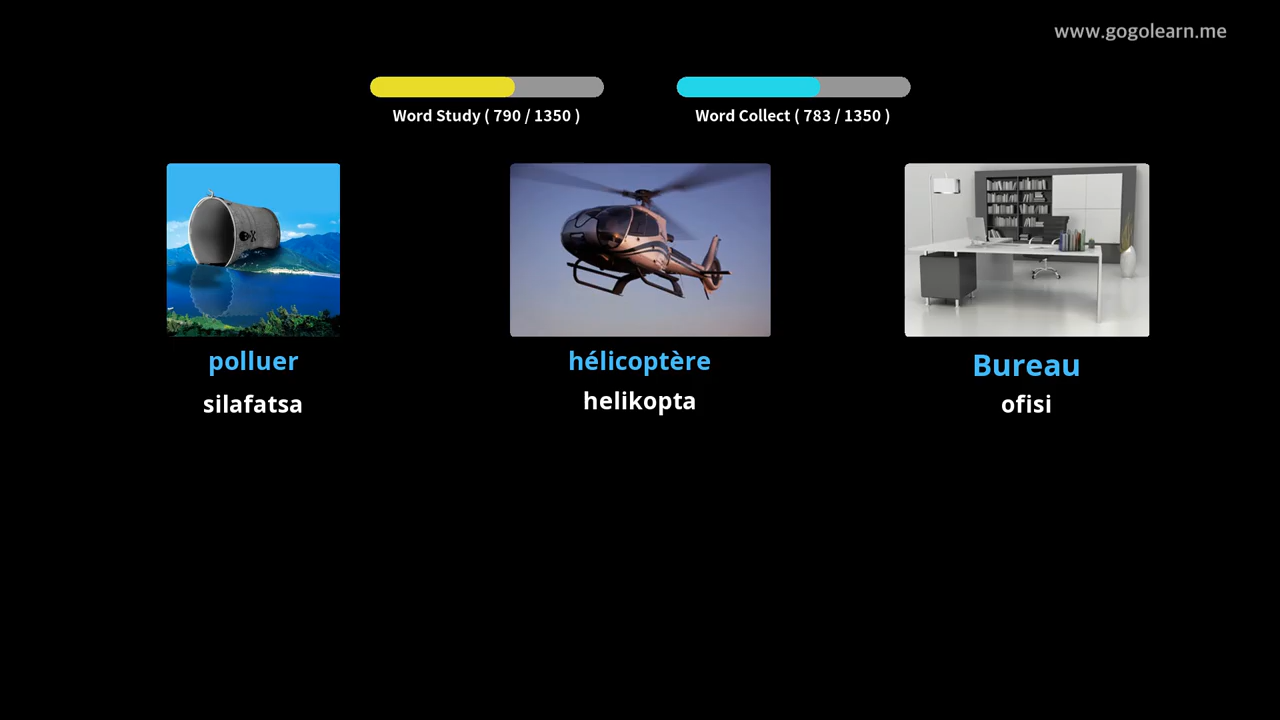 www.gogolearn.me
Word Study ( 790 / 1350 )
Word Collect ( 783 / 1350 )
polluer
hélicoptère
Bureau
silafatsa
helikopta
ofisi